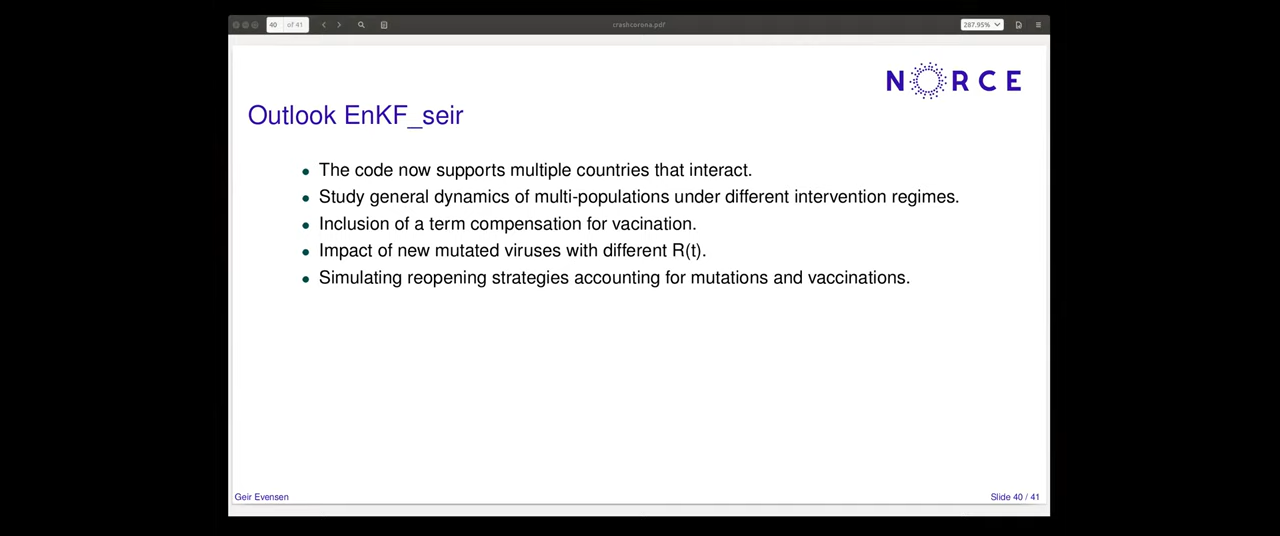 40 of 41
crashcorona.pdf
287.95%
NORCE
Outlook EnKF_seir
The code now supports multiple countries that interact.
Study general dynamics of multi-populations under different intervention regimes.
Inclusion of a term compensation for vacination.
Impact of new mutated viruses with different R(t).
Simulating reopening strategies accounting for mutations and vaccinations.
Geir Evensen
Slide 40 / 41